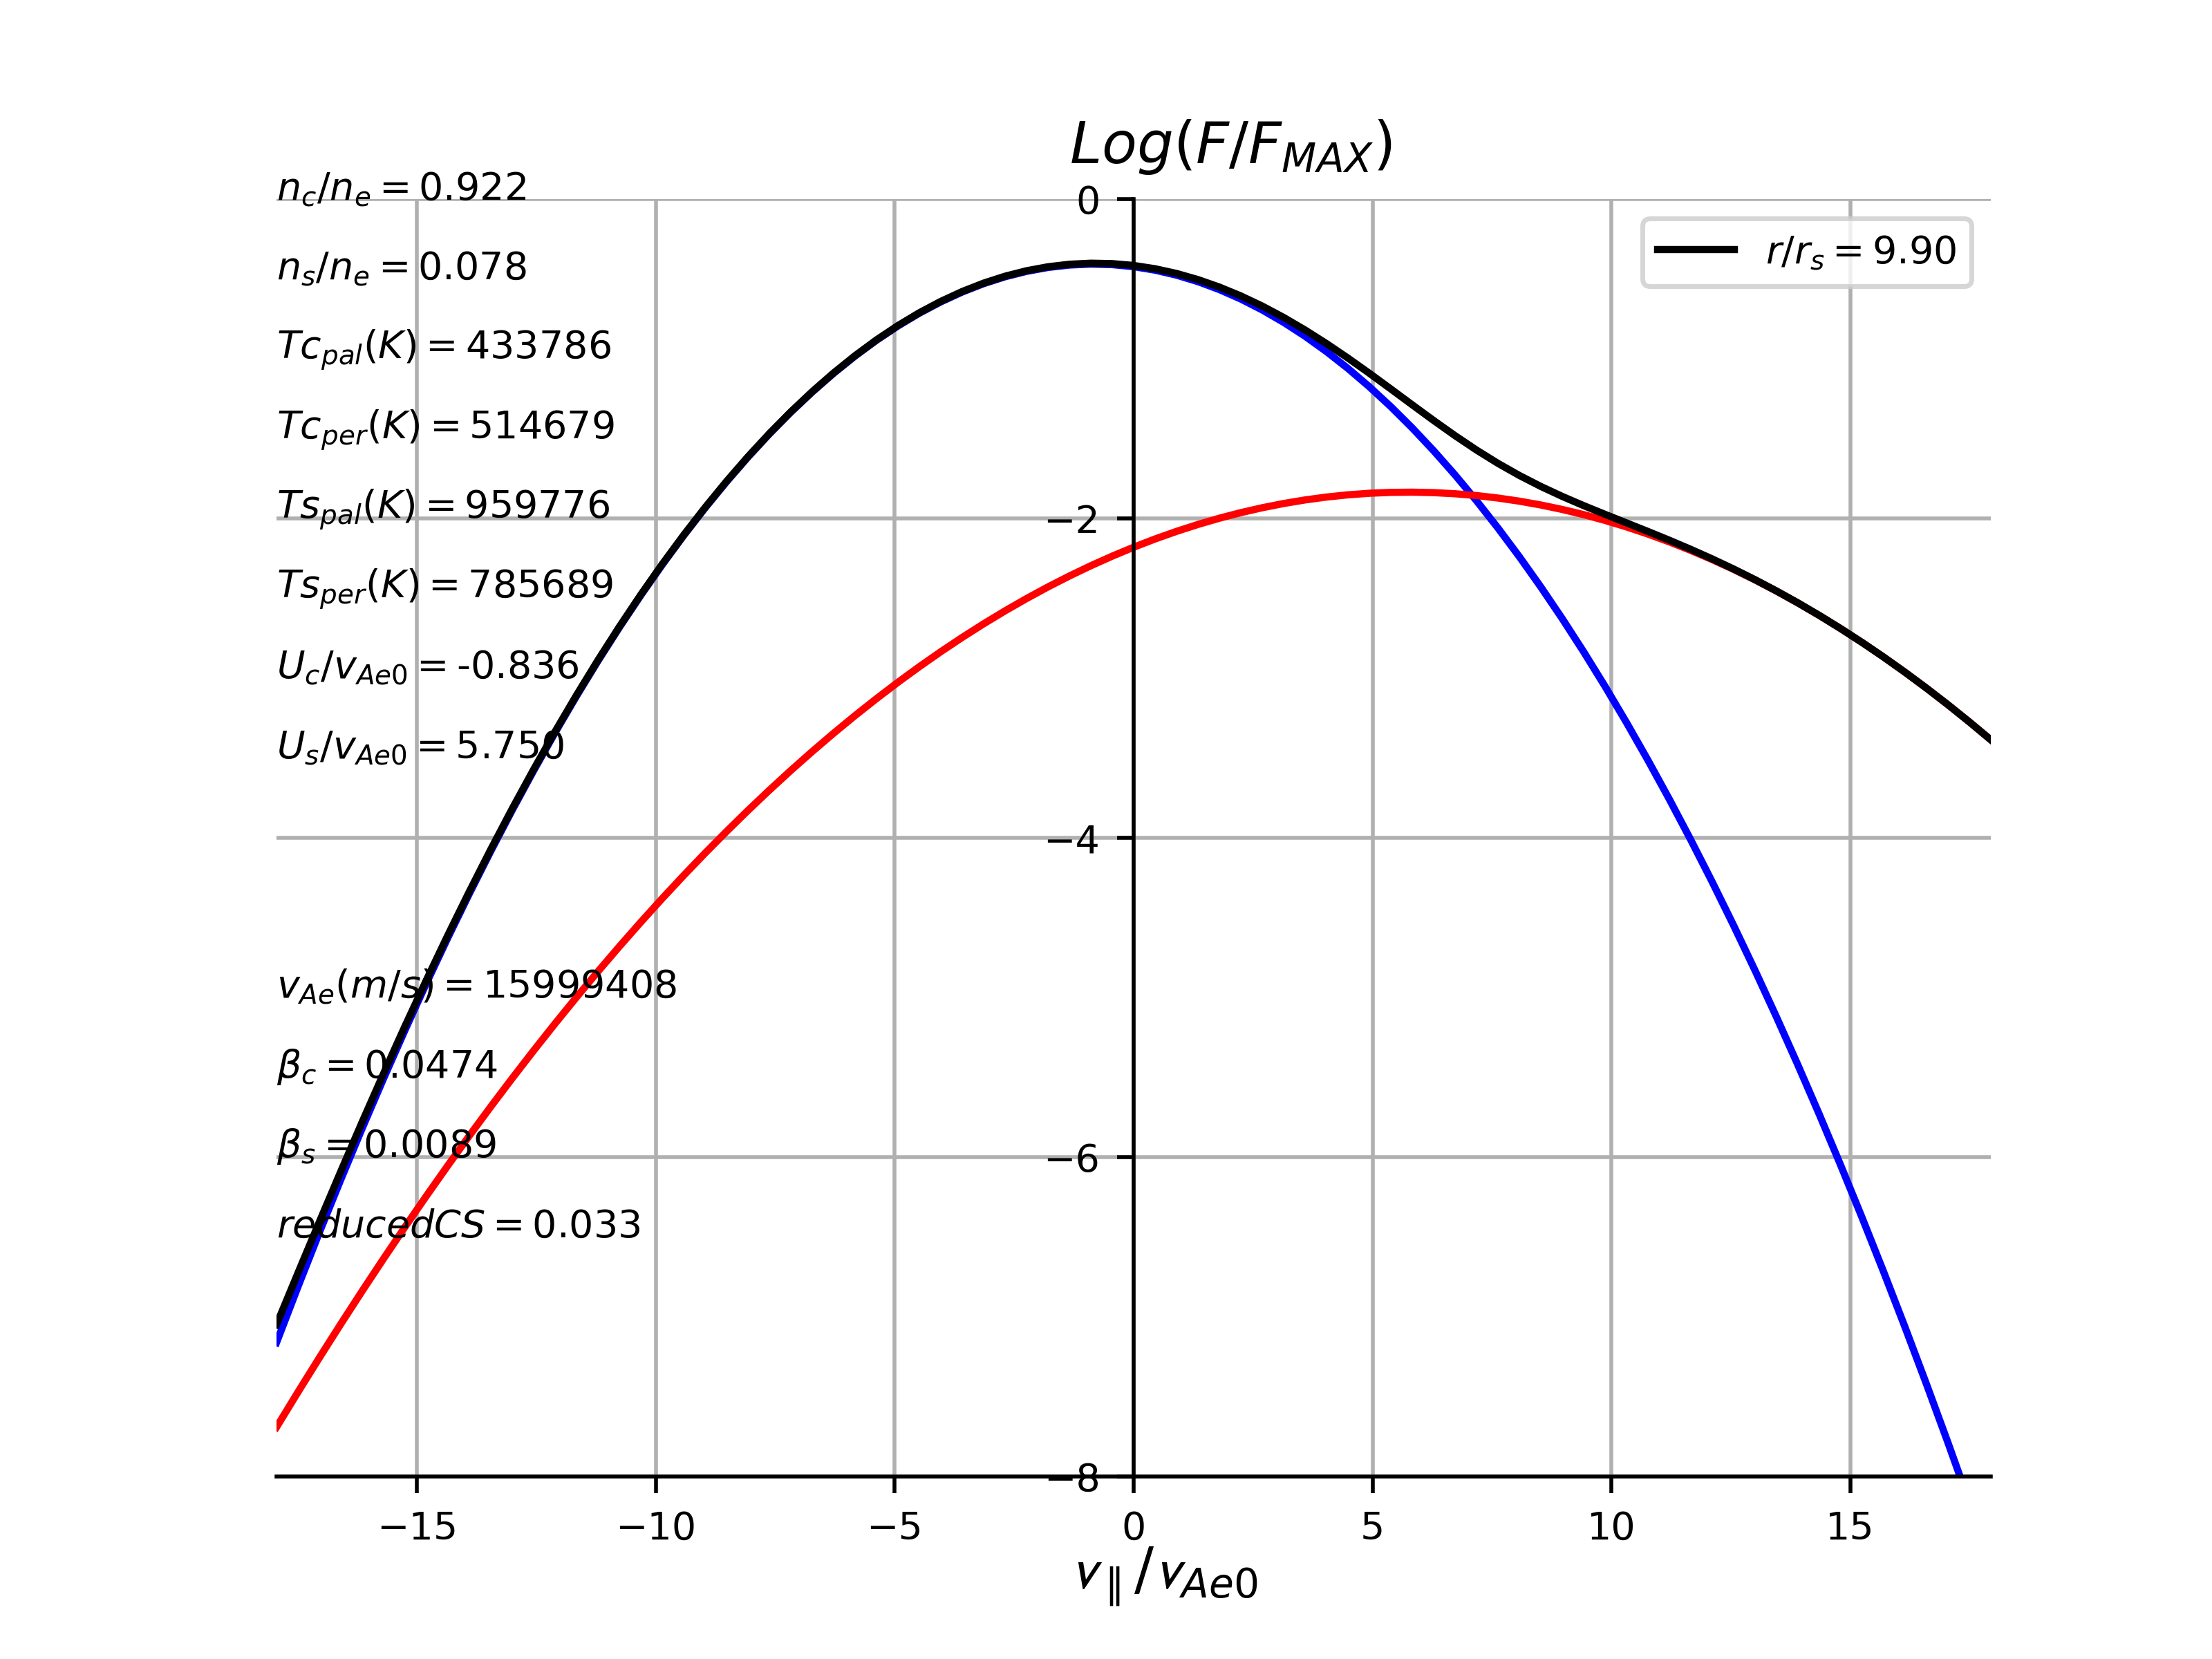 Log(F/F_MAX)
n_c/n_e = 0.922
0
r/r_s = 9.90
n_s/n_e = 0.078
Tc_pal(K) = 433786
Tc_per(K) = 514679
Ts_pal(K) = 959776
−2
Ts_per(K) = 785689
U_c/v_Ae0 = -0.836
U_s/v_Ae0 = 5.750
−4
v_Ae(m/s) = 15999408
β_c = 0.0474
β_s = 0.0089
−6
reducedCS = 0.033
−8
−15 −10 −5 0 5 10 15
v_∥/v_Ae0